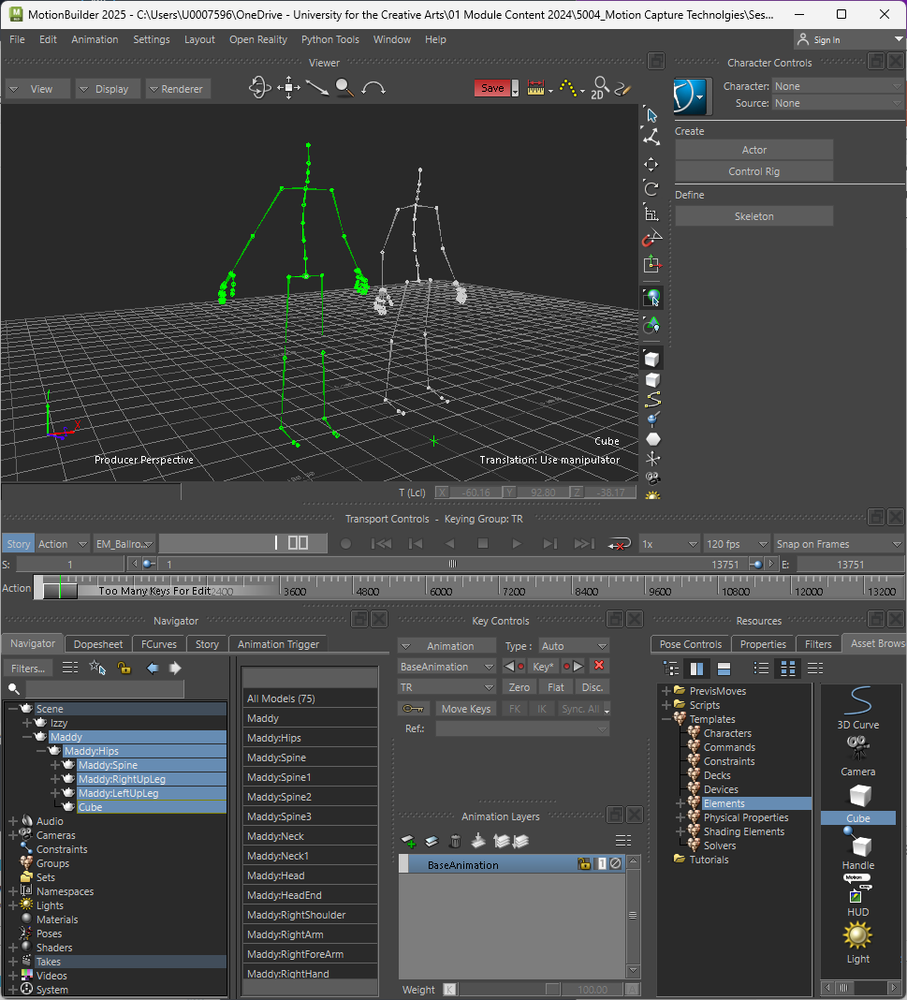 MotionBuilder 2025 - C:\Users\U0007596\OneDrive - University for the Creative Arts\01 Module Content 2024\5004_Motion Capture Technolgies\Ses...
File Edit Animation Settings Layout Open Reality Python Tools Window Help
Sign In
Viewer
View Display Renderer
Save
2D
Cube
Producer Perspective
Translation: Use manipulator
X
T (Lcl) X -60.16 Y 92.80 Z -38.17
Character Controls
Character: None
Source: None
Create
Actor
Control Rig
Define
Skeleton
Transport Controls - Keying Group: TR
Story Action EM_Ballro... 1x 120 fps Snap on Frames
S: 1 1 13751 E: 13751
Action Too Many Keys For Edit 2400 3600 4800 6000 7200 8400 9600 10800 12000 13200
Navigator
Navigator Dopesheet FCurves Story Animation Trigger
Filters...
Scene
Izzy
Maddy
Maddy:Hips
Maddy:Spine
Maddy:RightUpLeg
Maddy:LeftUpLeg
Cube
Audio
Cameras
Constraints
Groups
Sets
Namespaces
Lights
Materials
Poses
Shaders
Takes
Videos
System
All Models (75)
Maddy
Maddy:Hips
Maddy:Spine
Maddy:Spine1
Maddy:Spine2
Maddy:Spine3
Maddy:Neck
Maddy:Neck1
Maddy:Head
Maddy:HeadEnd
Maddy:RightShoulder
Maddy:RightArm
Maddy:RightForeArm
Maddy:RightHand
Key Controls
Animation Type : Auto
BaseAnimation Key*
TR Zero Flat Disc.
Move Keys FK IK Sync. All
Ref.:
Animation Layers
BaseAnimation 1
Weight K 100.00 A
Resources
Pose Controls Properties Filters Asset Brows
PrevisMoves
Scripts
Templates
Characters
Commands
Constraints
Decks
Devices
Elements
Physical Properties
Shading Elements
Solvers
Tutorials
3D Curve
Camera
Cube
Handle
Motion
HUD
Light